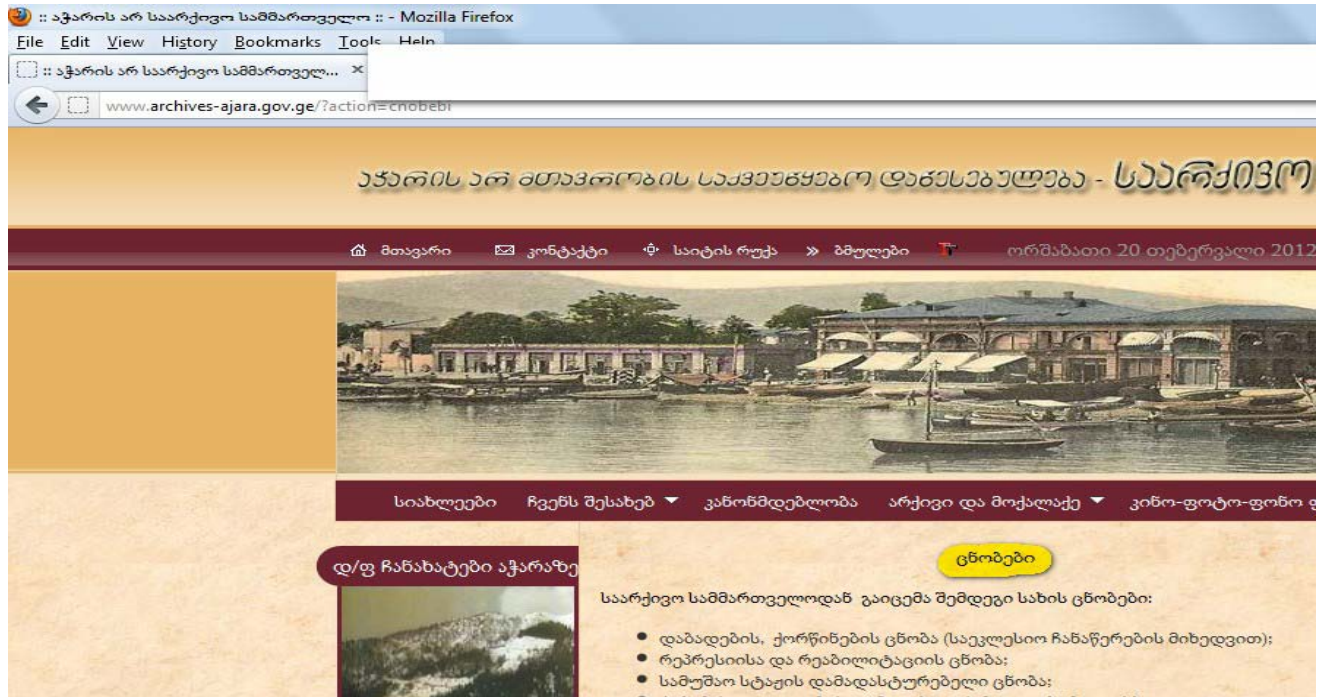 :: აჭარის არ საარქივო სამმართველო :: - Mozilla Firefox
File Edit View History Bookmarks Tools Help
:: აჭარის არ საარქივო სამმართველ... ×
www.archives-ajara.gov.ge/?action=cnobebi
აჭარის არ მთავრობის საქვეუწყებო დაწესებულება - საარქივო
მთავარი კონტაქტი საიტის რუქა » ბმულები ორშაბათი 20 თებერვალი 2012
სიახლეები ჩვენს შესახებ კანონმდებლობა არქივი და მოქალაქე კინო-ფოტო-ფონო
დ/ფ ჩანახატები აჭარაზე
ცნობები
საარქივო სამმართველოდან გაიცემა შემდეგი სახის ცნობები:
• დაბადების, ქორწინების ცნობა (საეკლესიო ჩანაწერების მიხედვით);
• რეპრესიისა და რეაბილიტაციის ცნობა;
• სამუშაო სტაჟის დამადასტურებელი ცნობა;